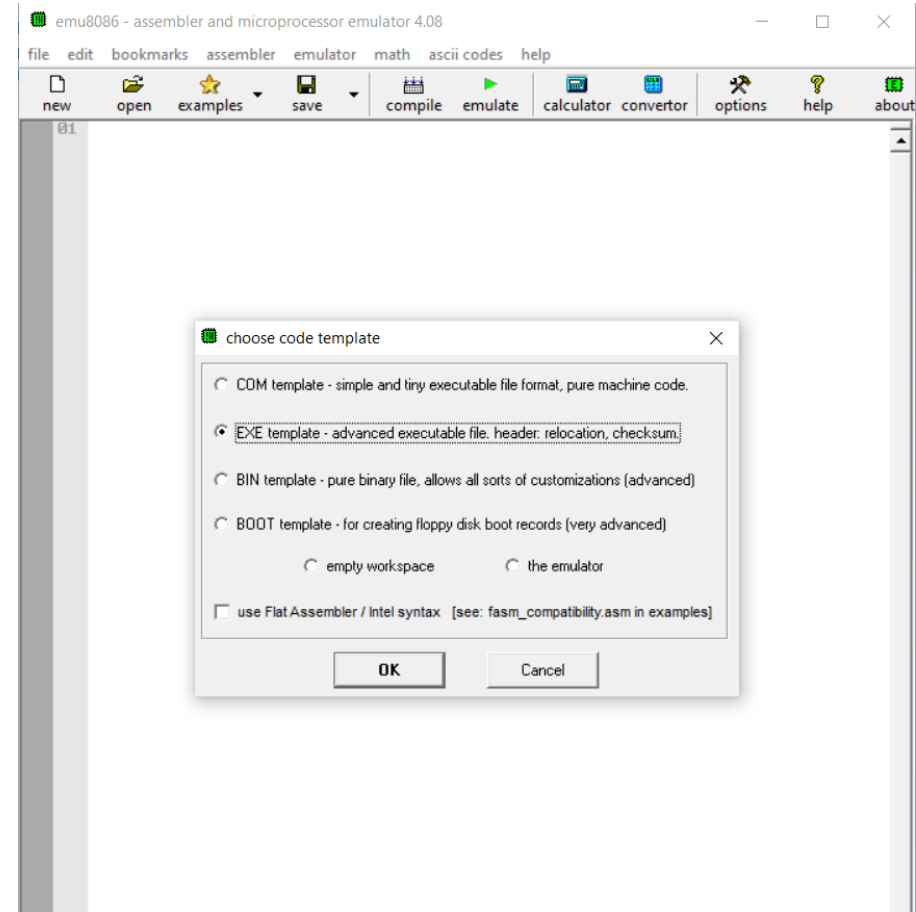 emu8086 - assembler and microprocessor emulator 4.08
file edit bookmarks assembler emulator math ascii codes help
new open examples save compile emulate calculator convertor options help about
01
choose code template
COM template - simple and tiny executable file format, pure machine code.
EXE template - advanced executable file. header: relocation, checksum.
BIN template - pure binary file, allows all sorts of customizations (advanced)
BOOT template - for creating floppy disk boot records (very advanced)
empty workspace the emulator
use Flat Assembler / Intel syntax [see: fasm_compatibility.asm in examples]
OK Cancel